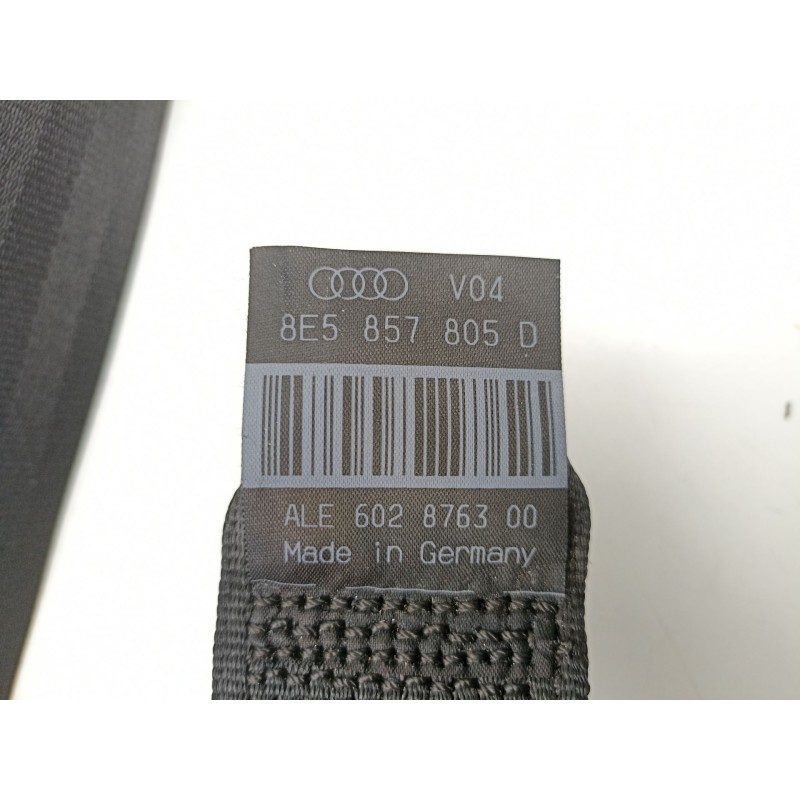 V04
8E5 857 805 D
ALE 602 8763 00
Made in Germany